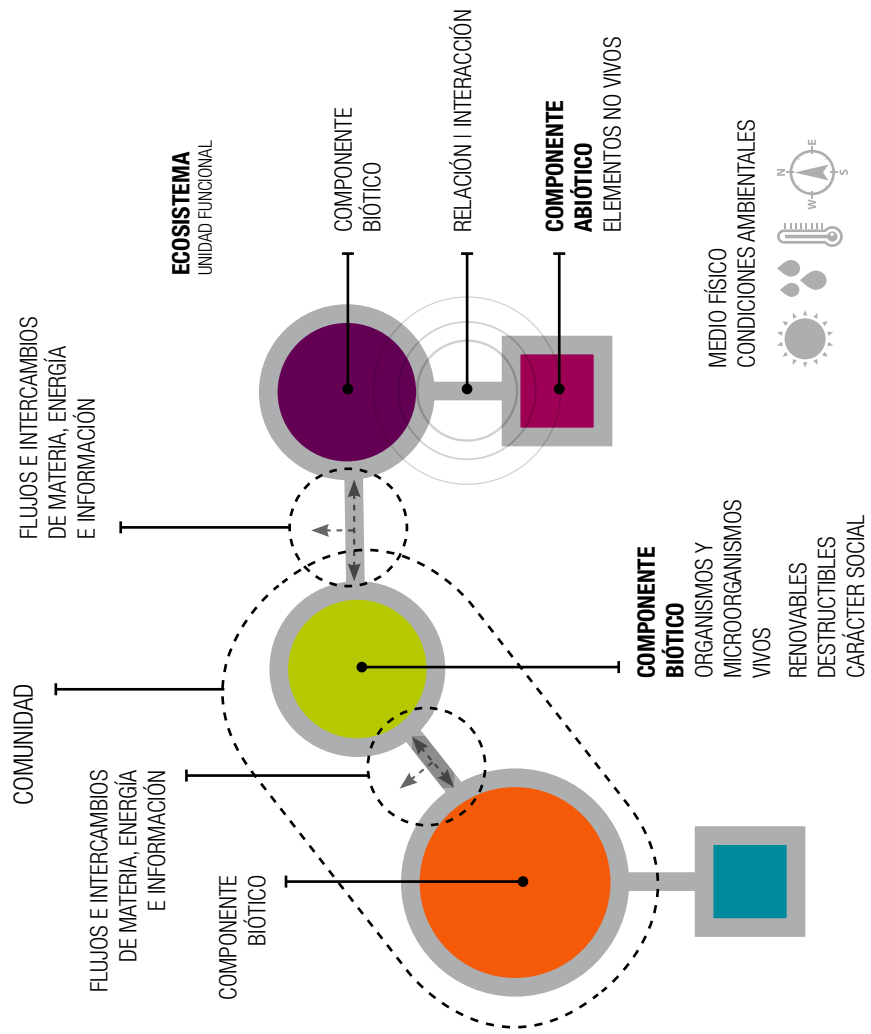 COMUNIDAD
FLUJOS E INTERCAMBIOS
DE MATERIA, ENERGÍA
E INFORMACIÓN
FLUJOS E INTERCAMBIOS
DE MATERIA, ENERGÍA
E INFORMACIÓN
ECOSISTEMA
UNIDAD FUNCIONAL
COMPONENTE
BIÓTICO
COMPONENTE
BIÓTICO
RELACIÓN | INTERACCIÓN
COMPONENTE
ABIÓTICO
ELEMENTOS NO VIVOS
COMPONENTE
BIÓTICO
ORGANISMOS Y
MICROORGANISMOS
VIVOS
RENOVABLES
DESTRUCTIBLES
CARÁCTER SOCIAL
MEDIO FÍSICO
CONDICIONES AMBIENTALES
N
W
E
S